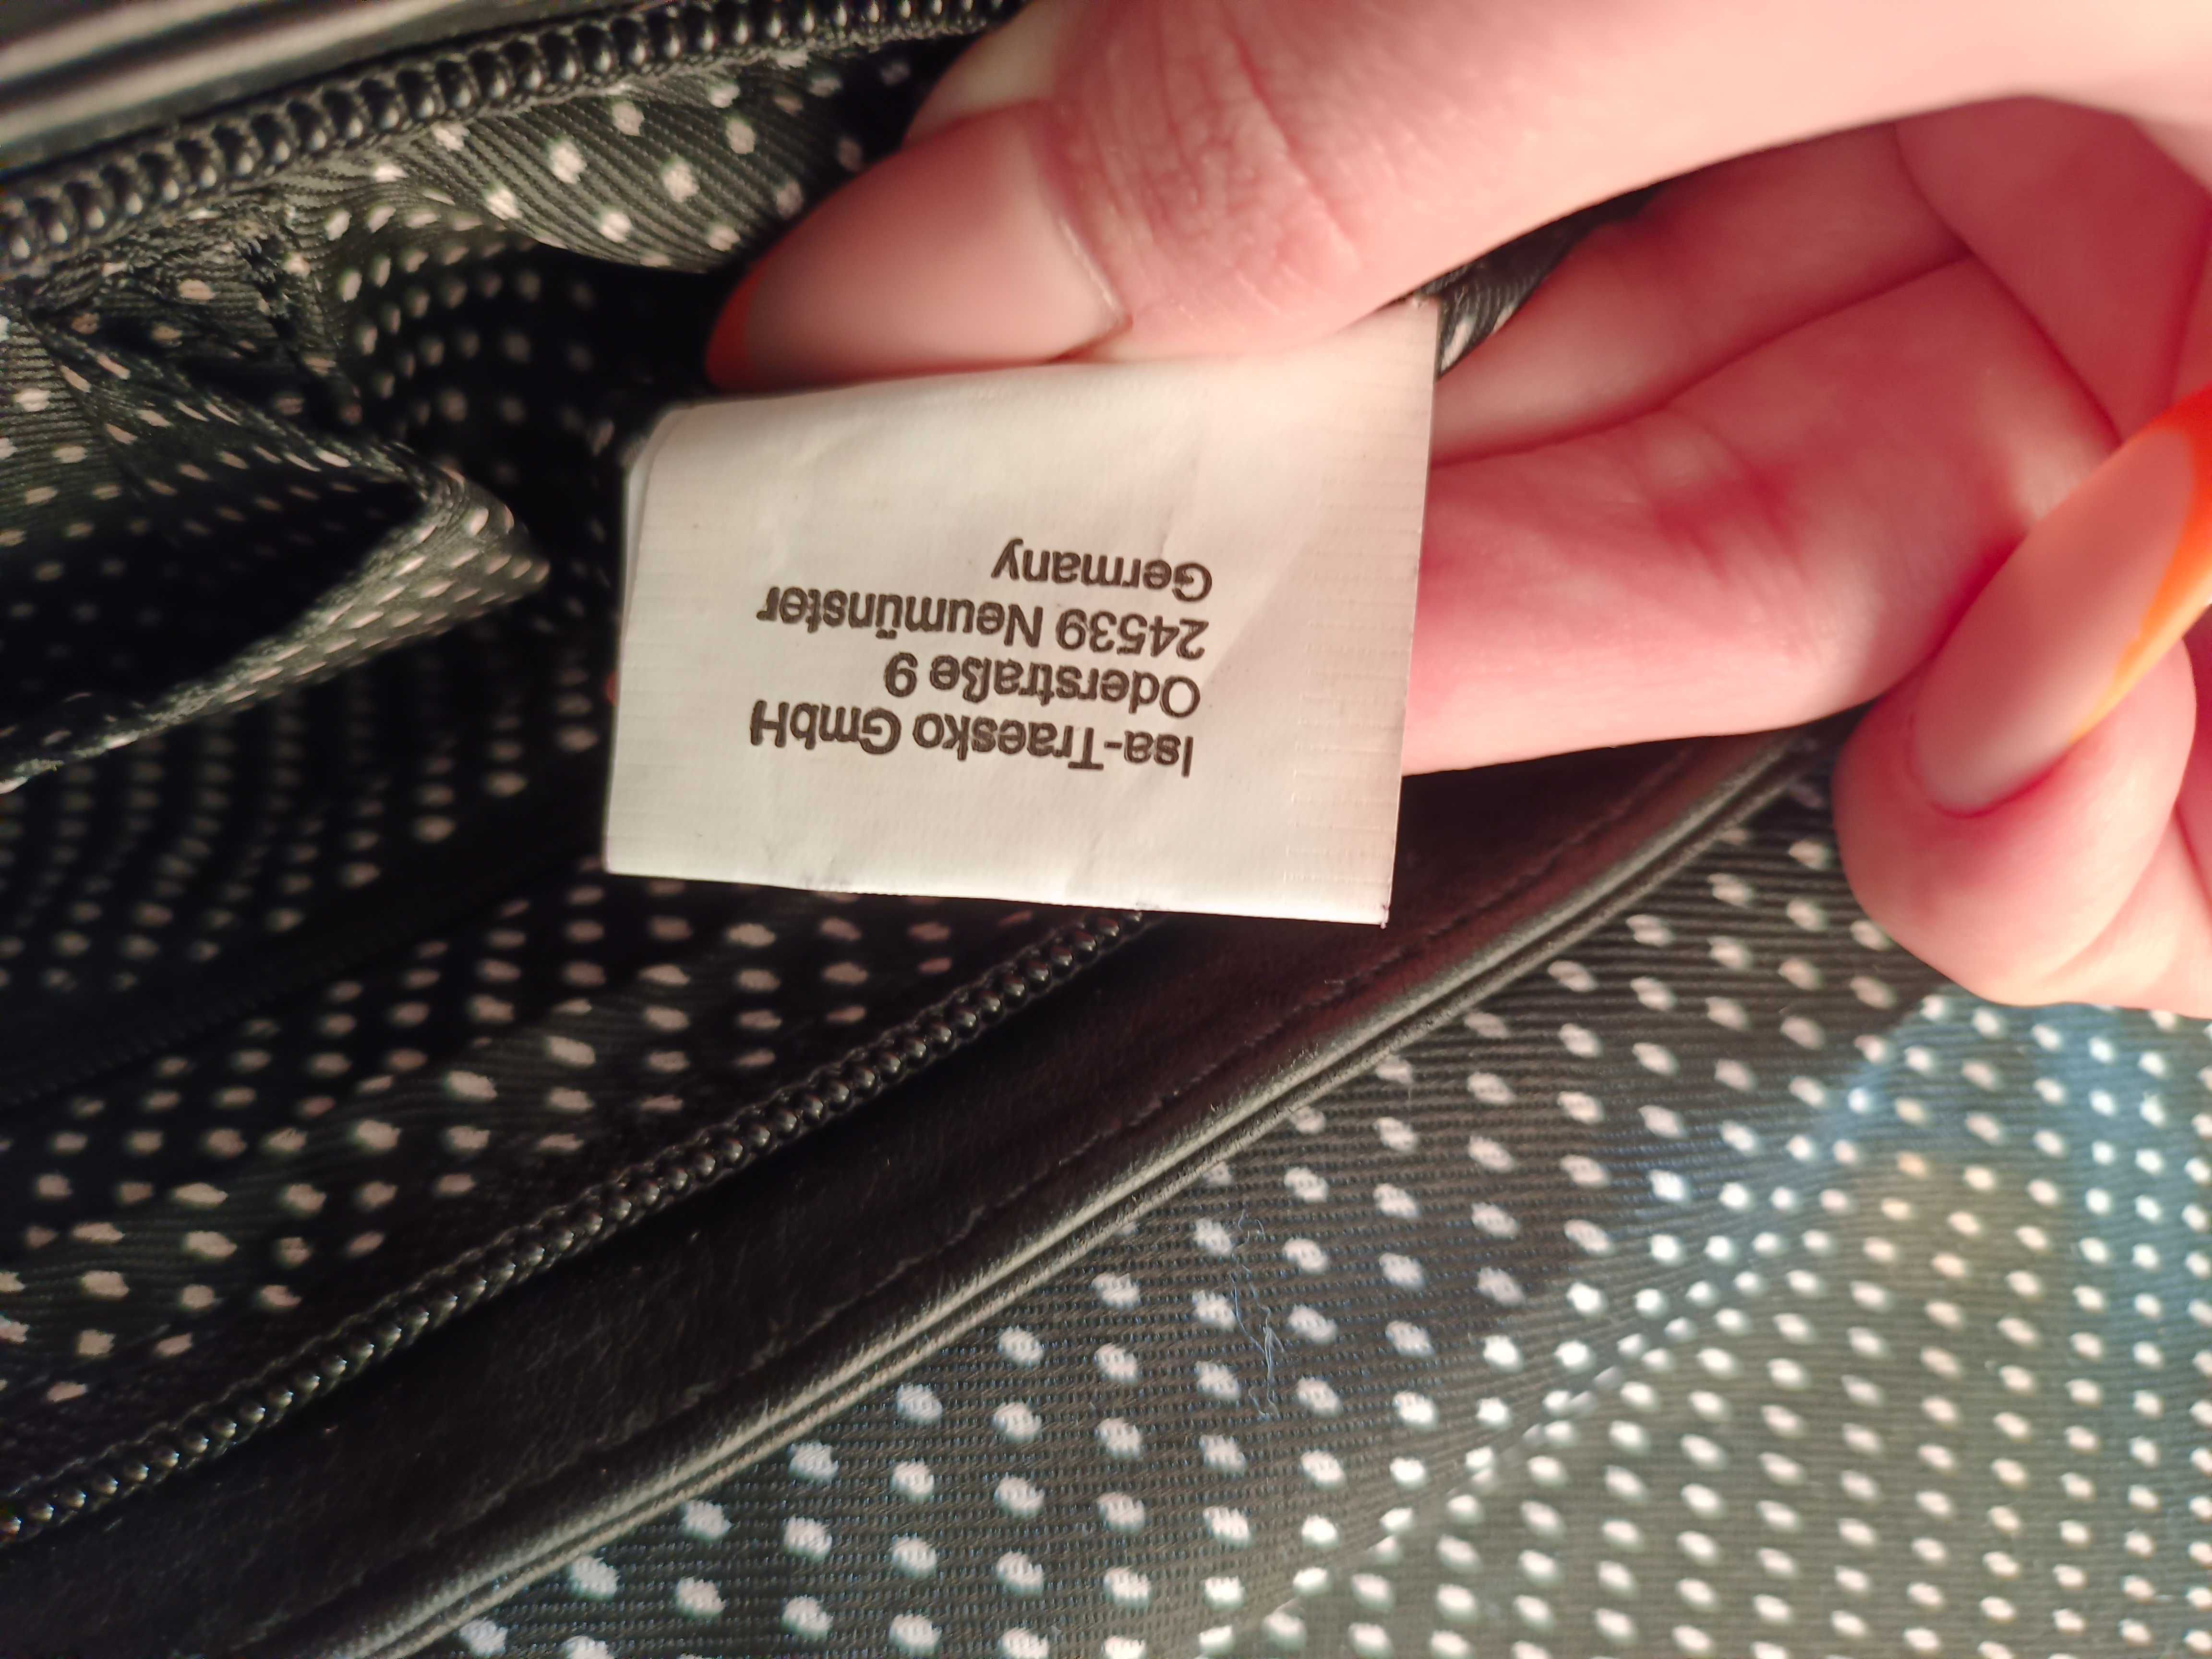 Isa-Traesko GmbH
Oderstraße 9
24539 Neumünster
Germany